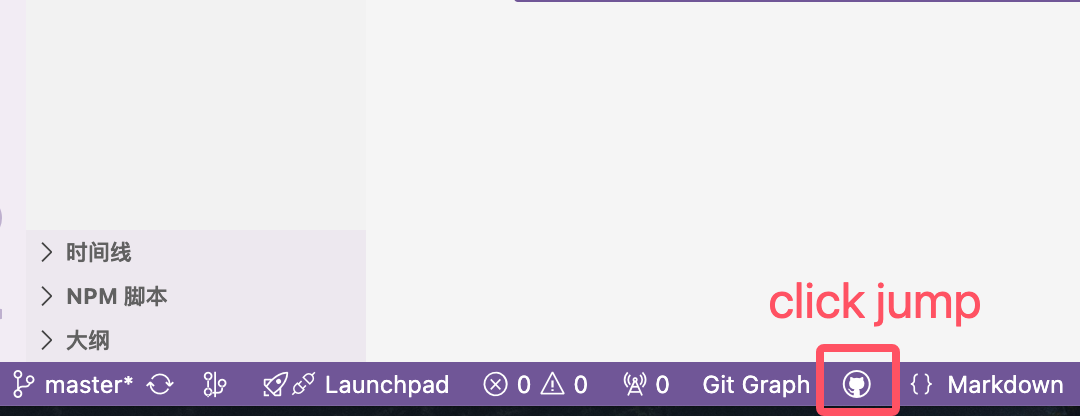 时间线
NPM 脚本
大纲
click jump
master* Launchpad 0 0 0 Git Graph {} Markdown